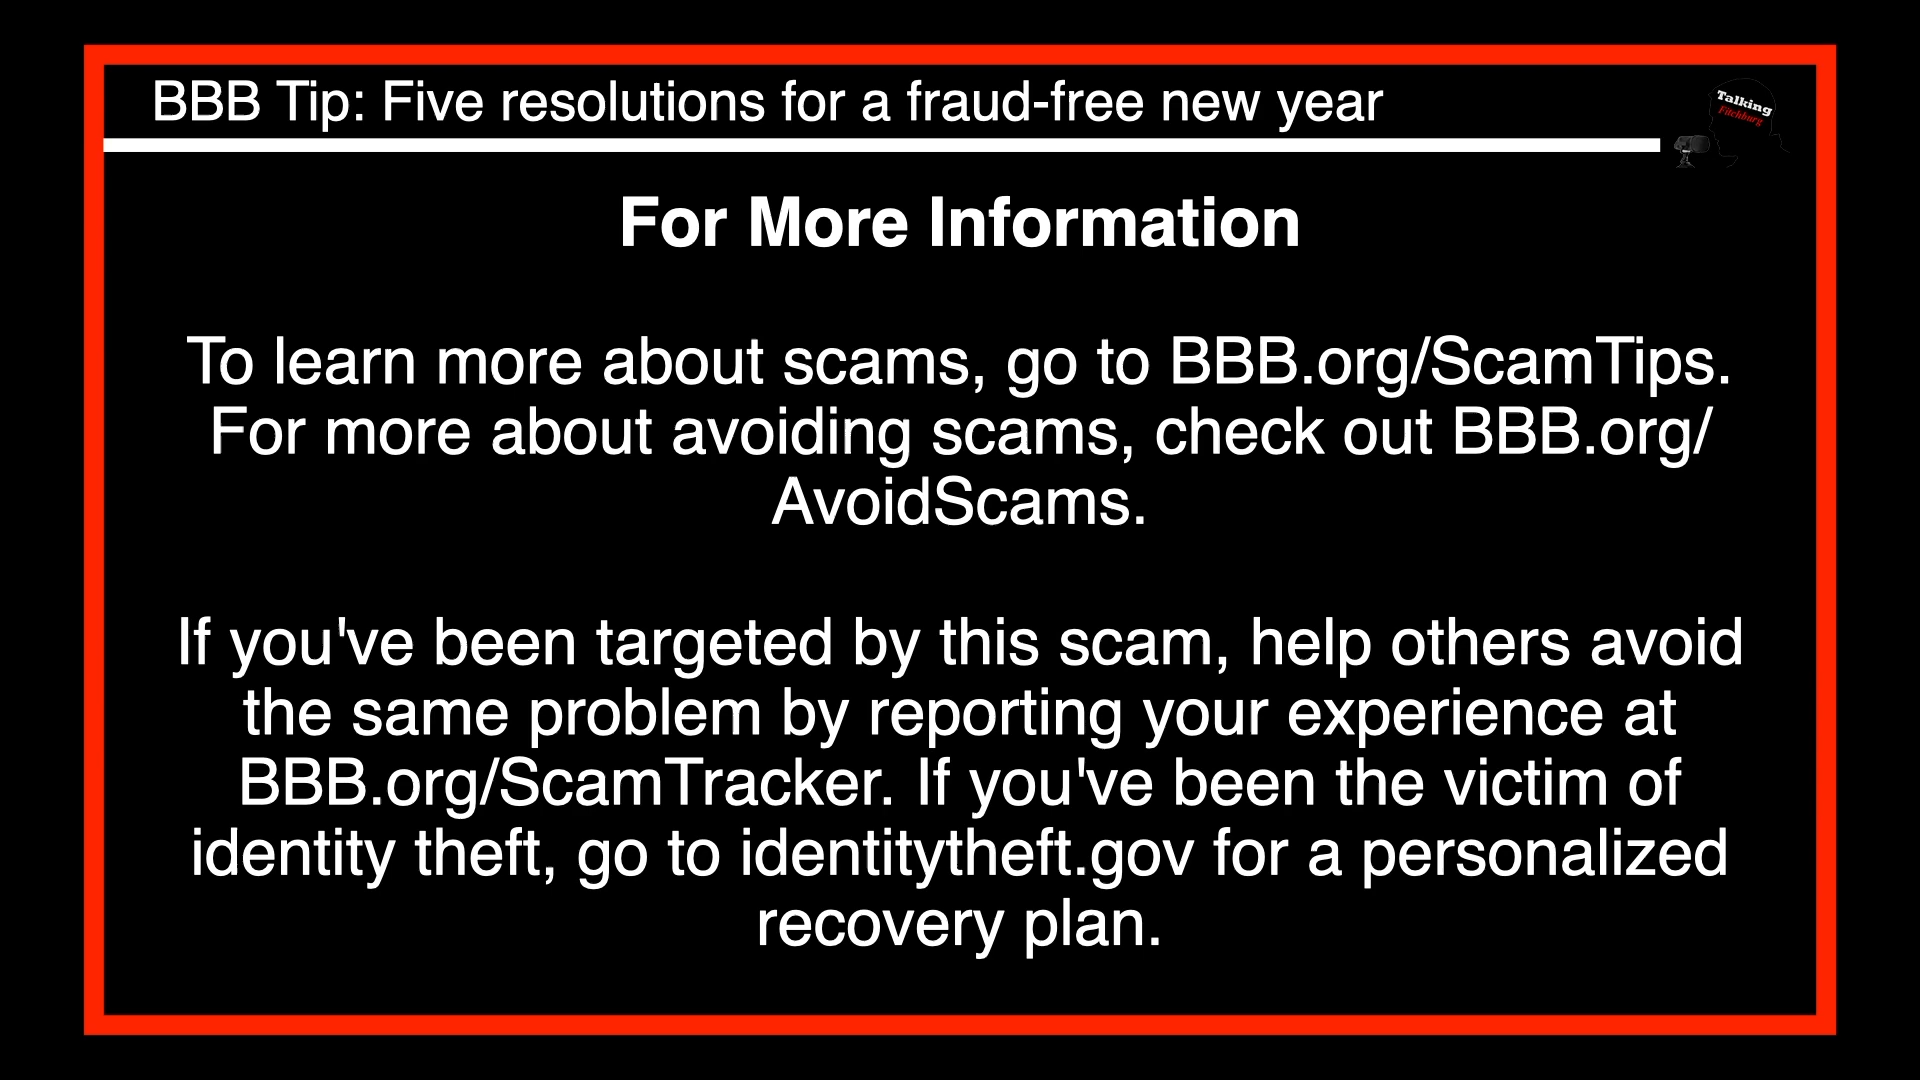 BBB Tip: Five resolutions for a fraud-free new year
Talking
Fitchburg
For More Information
To learn more about scams, go to BBB.org/ScamTips.
For more about avoiding scams, check out BBB.org/
AvoidScams.
If you've been targeted by this scam, help others avoid
the same problem by reporting your experience at
BBB.org/ScamTracker. If you've been the victim of
identity theft, go to identitytheft.gov for a personalized
recovery plan.